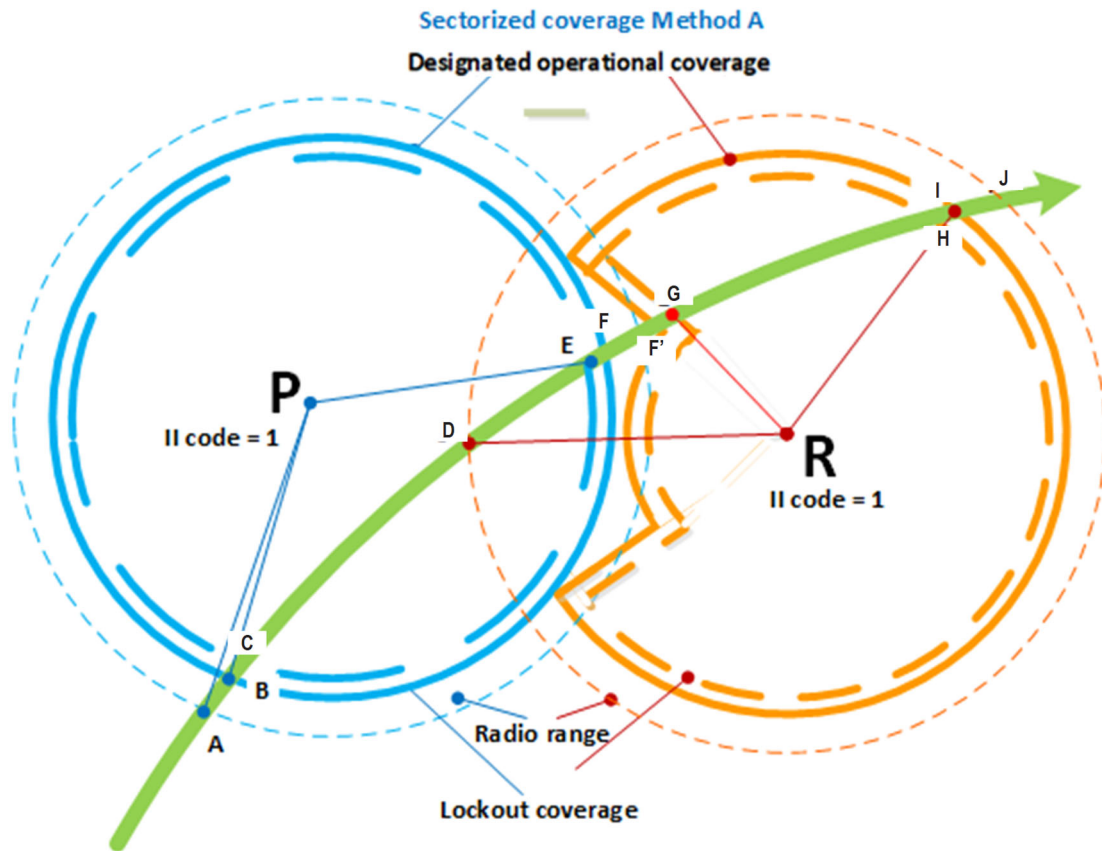 Sectorized coverage Method A
Designated operational coverage
I
J
H
G
F
E
F’
P
II code = 1
D
R
II code = 1
C
B
A
Radio range
Lockout coverage